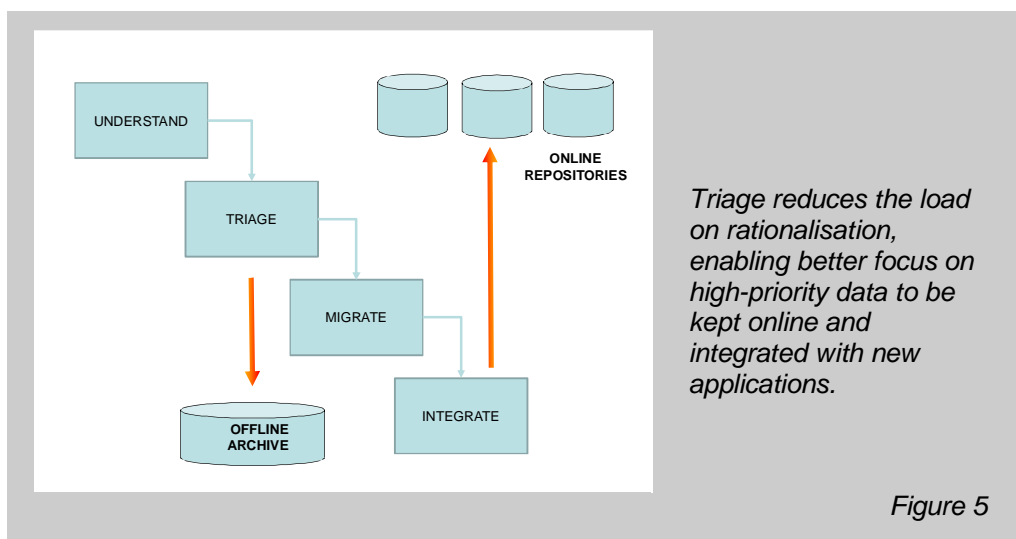 UNDERSTAND
TRIAGE
MIGRATE
INTEGRATE
OFFLINE
ARCHIVE
ONLINE
REPOSITORIES
Triage reduces the load
on rationalisation,
enabling better focus on
high-priority data to be
kept online and
integrated with new
applications.
Figure 5